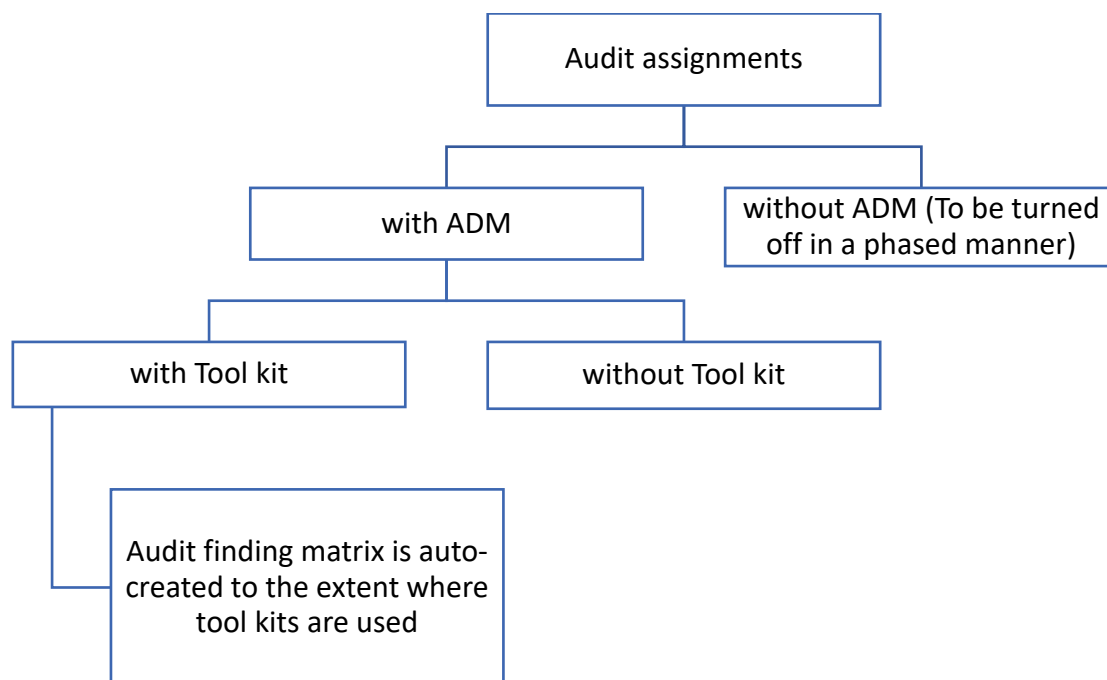 Audit assignments
with ADM
without ADM (To be turned
off in a phased manner)
with Tool kit
without Tool kit
Audit finding matrix is auto-
created to the extent where
tool kits are used